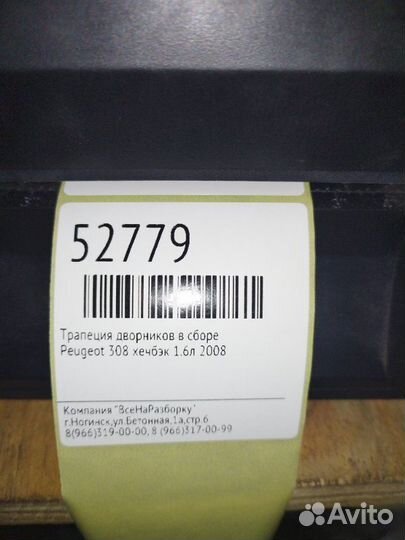 52779
Трапеция дворников в сборе
Peugeot 308 хечбэк 1.6л 2008
Компания "ВсеНаРазборку"
г.Ногинск,ул.Бетонная,1а,стр.6
8(966)319-00-00, 8 (966)317-00-99
Avito